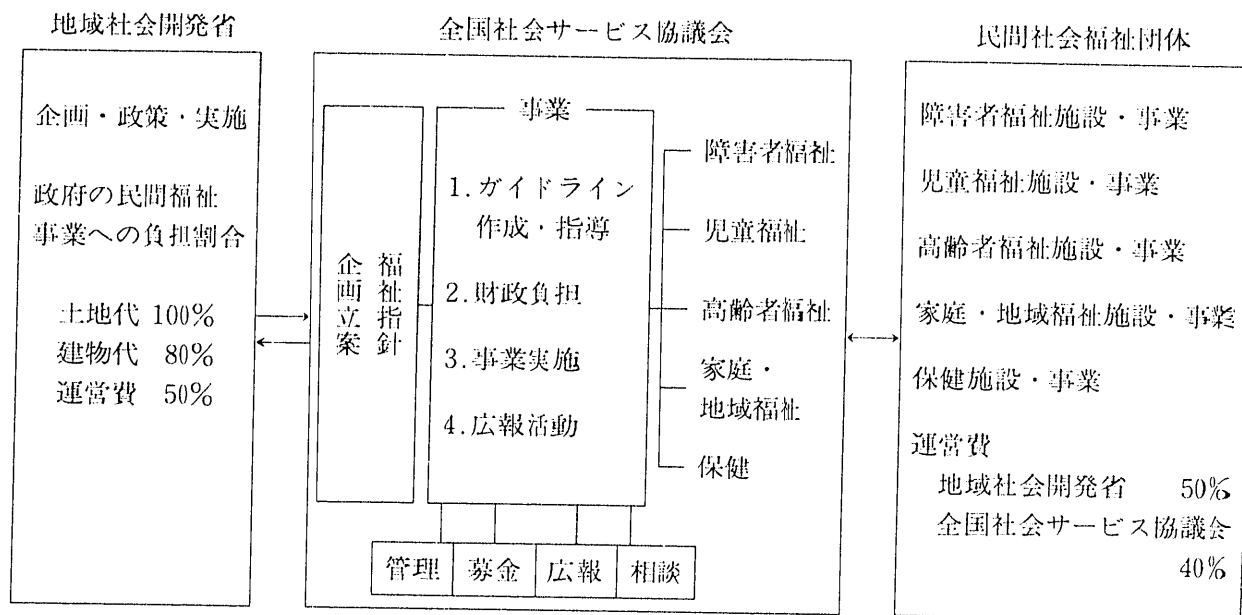 地域社会開発省
企画・政策・実施
政府の民間福祉
事業への負担割合
土地代 100%
建物代 80%
運営費 50%
全国社会サービス協議会
福祉指針
企画立案
事業
1.ガイドライン
作成・指導
2.財政負担
3.事業実施
4.広報活動
障害者福祉
児童福祉
高齢者福祉
家庭・
地域福祉
保健
管理
募金
広報
相談
民間社会福祉団体
障害者福祉施設・事業
児童福祉施設・事業
高齢者福祉施設・事業
家庭・地域福祉施設・事業
保健施設・事業
運営費
地域社会開発省 50%
全国社会サービス協議会
40%